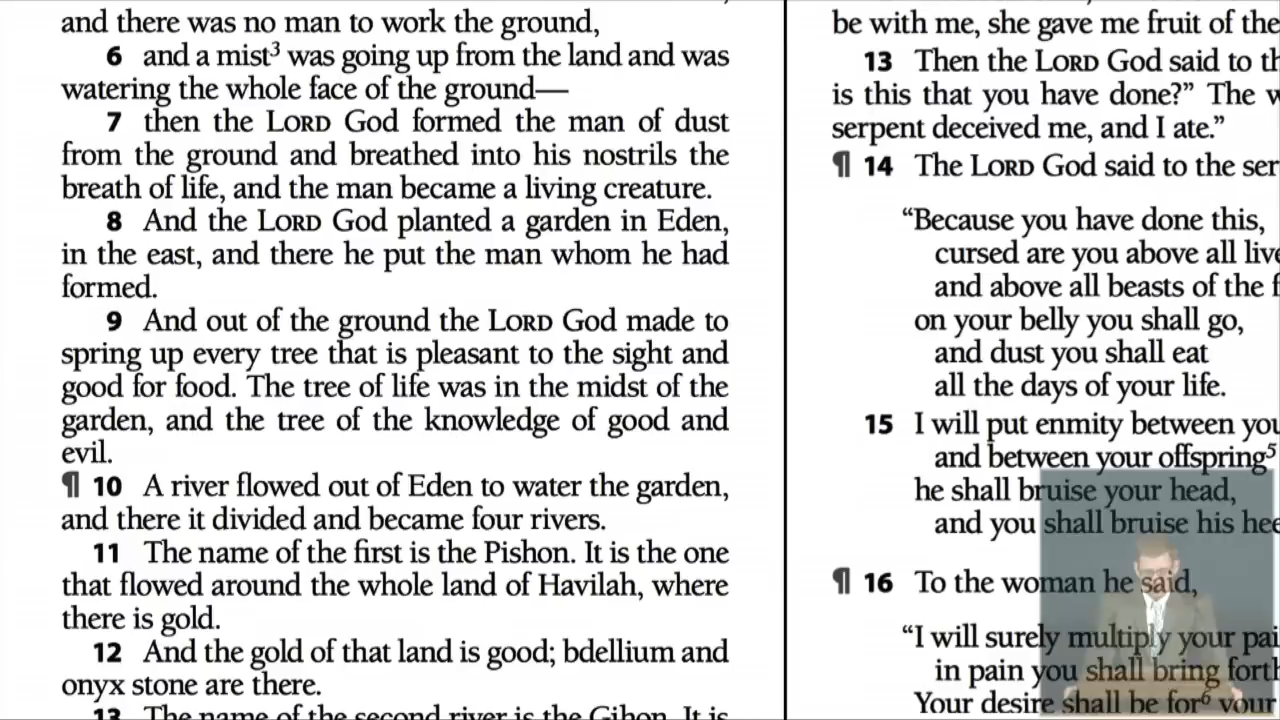 and there was no man to work the ground,
6 and a mist³ was going up from the land and was
watering the whole face of the ground—
7 then the LORD God formed the man of dust
from the ground and breathed into his nostrils the
breath of life, and the man became a living creature.
8 And the LORD God planted a garden in Eden,
in the east, and there he put the man whom he had
formed.
9 And out of the ground the LORD God made to
spring up every tree that is pleasant to the sight and
good for food. The tree of life was in the midst of the
garden, and the tree of the knowledge of good and
evil.
¶ 10 A river flowed out of Eden to water the garden,
and there it divided and became four rivers.
11 The name of the first is the Pishon. It is the one
that flowed around the whole land of Havilah, where
there is gold.
12 And the gold of that land is good; bdellium and
onyx stone are there.
13 The name of the second river is the Gihon. It is
be with me, she gave me fruit of the
13 Then the LORD God said to th
is this that you have done?” The w
serpent deceived me, and I ate.”
¶ 14 The LORD God said to the ser
“Because you have done this,
cursed are you above all live
and above all beasts of the f
on your belly you shall go,
and dust you shall eat
all the days of your life.
15 I will put enmity between you
and between your offspring⁵
he shall bruise your head,
and you shall bruise his hee
¶ 16 To the woman he said,
“I will surely multiply your pai
in pain you shall bring forth
Your desire shall be for⁶ your